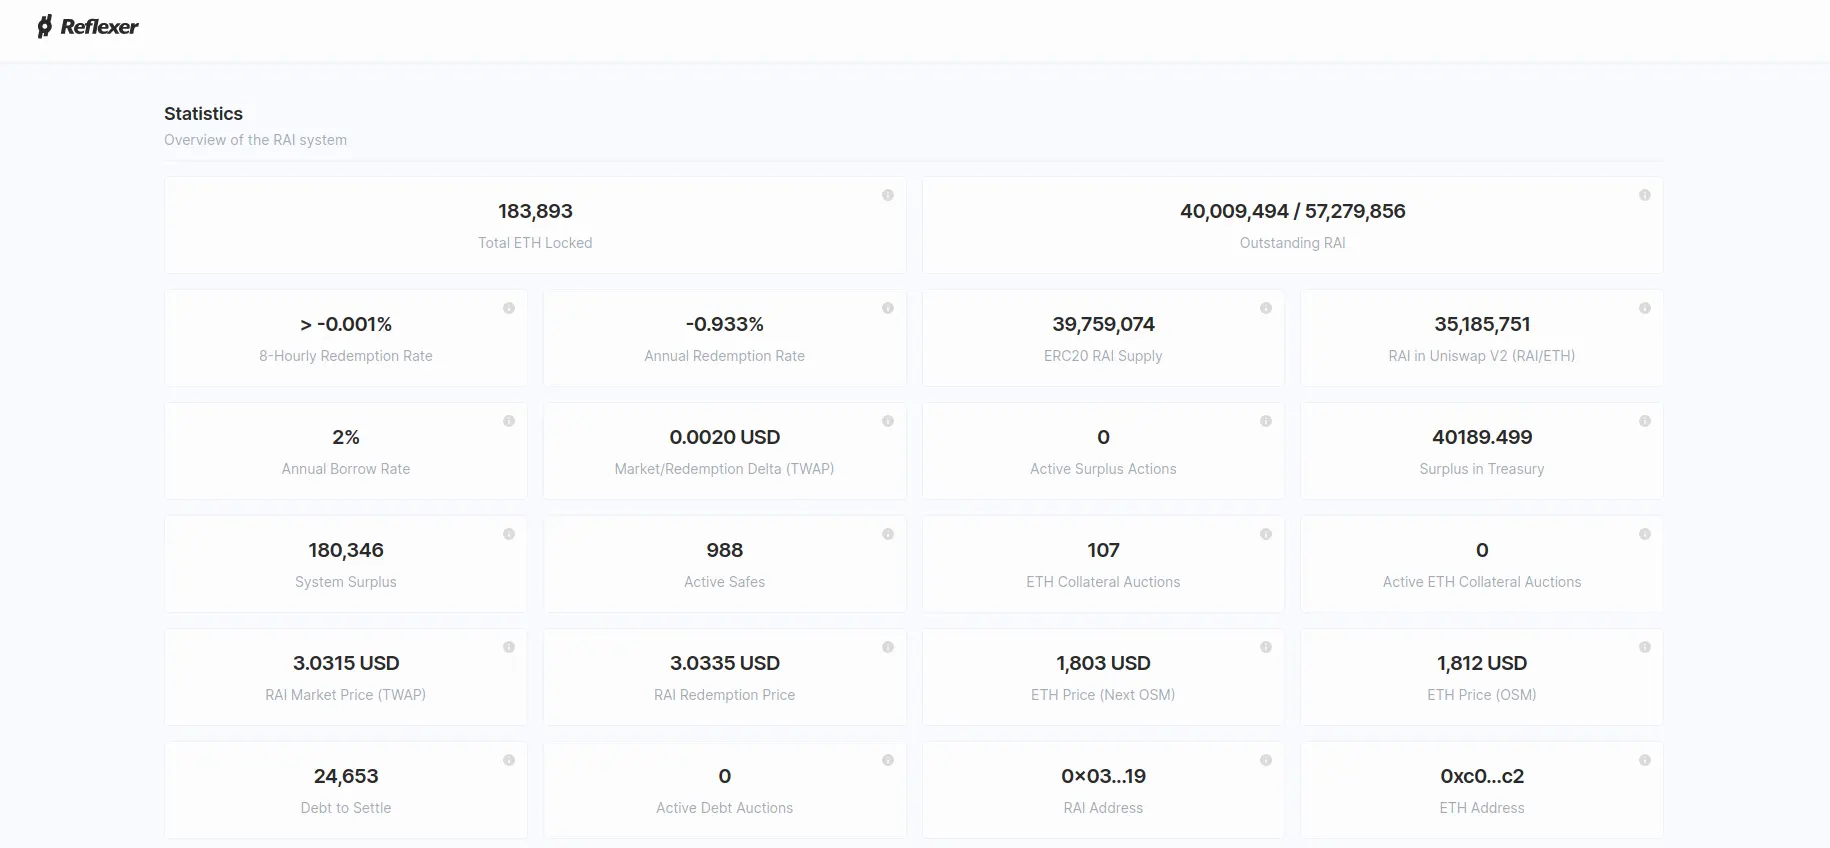 Reflexer
Statistics
Overview of the RAI system
183,893
Total ETH Locked
40,009,494 / 57,279,856
Outstanding RAI
> -0.001%
8-Hourly Redemption Rate
-0.933%
Annual Redemption Rate
39,759,074
ERC20 RAI Supply
35,185,751
RAI in Uniswap V2 (RAI/ETH)
2%
Annual Borrow Rate
0.0020 USD
Market/Redemption Delta (TWAP)
0
Active Surplus Actions
40189.499
Surplus in Treasury
180,346
System Surplus
988
Active Safes
107
ETH Collateral Auctions
0
Active ETH Collateral Auctions
3.0315 USD
RAI Market Price (TWAP)
3.0335 USD
RAI Redemption Price
1,803 USD
ETH Price (Next OSM)
1,812 USD
ETH Price (OSM)
24,653
Debt to Settle
0
Active Debt Auctions
0×03...19
RAI Address
0xc0...c2
ETH Address